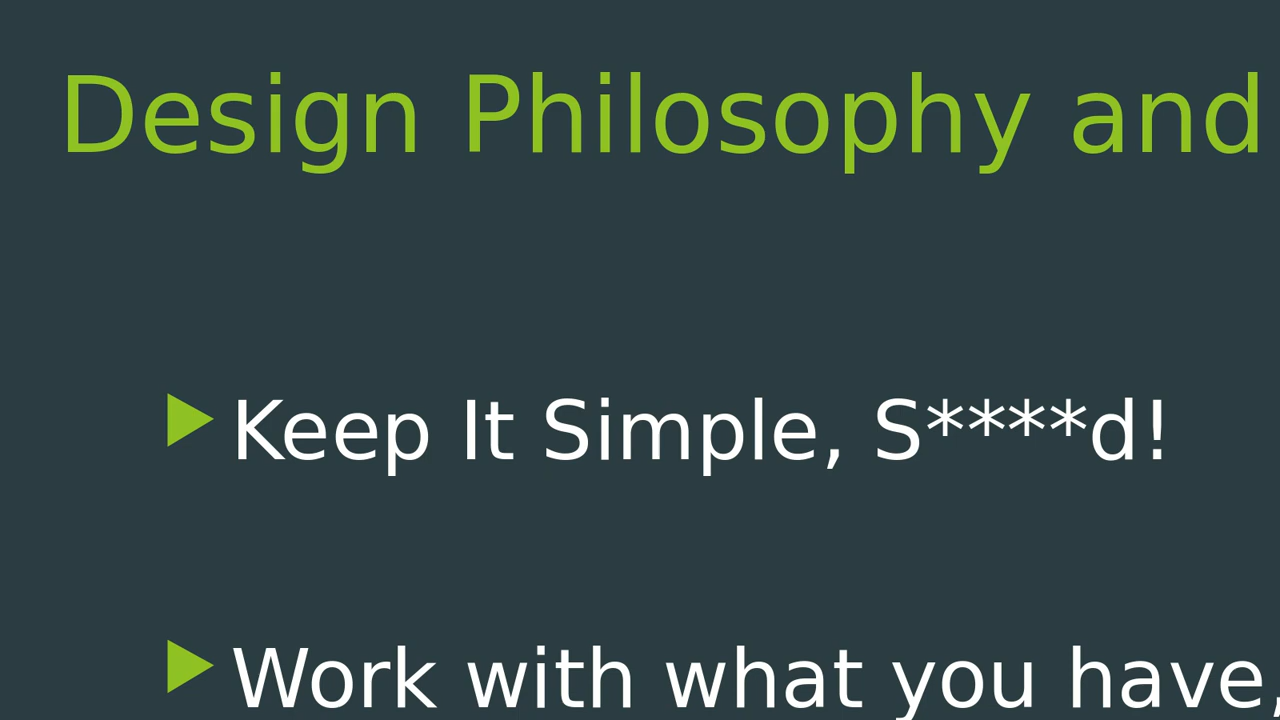 Design Philosophy and
Keep It Simple, S****d!
Work with what you have,